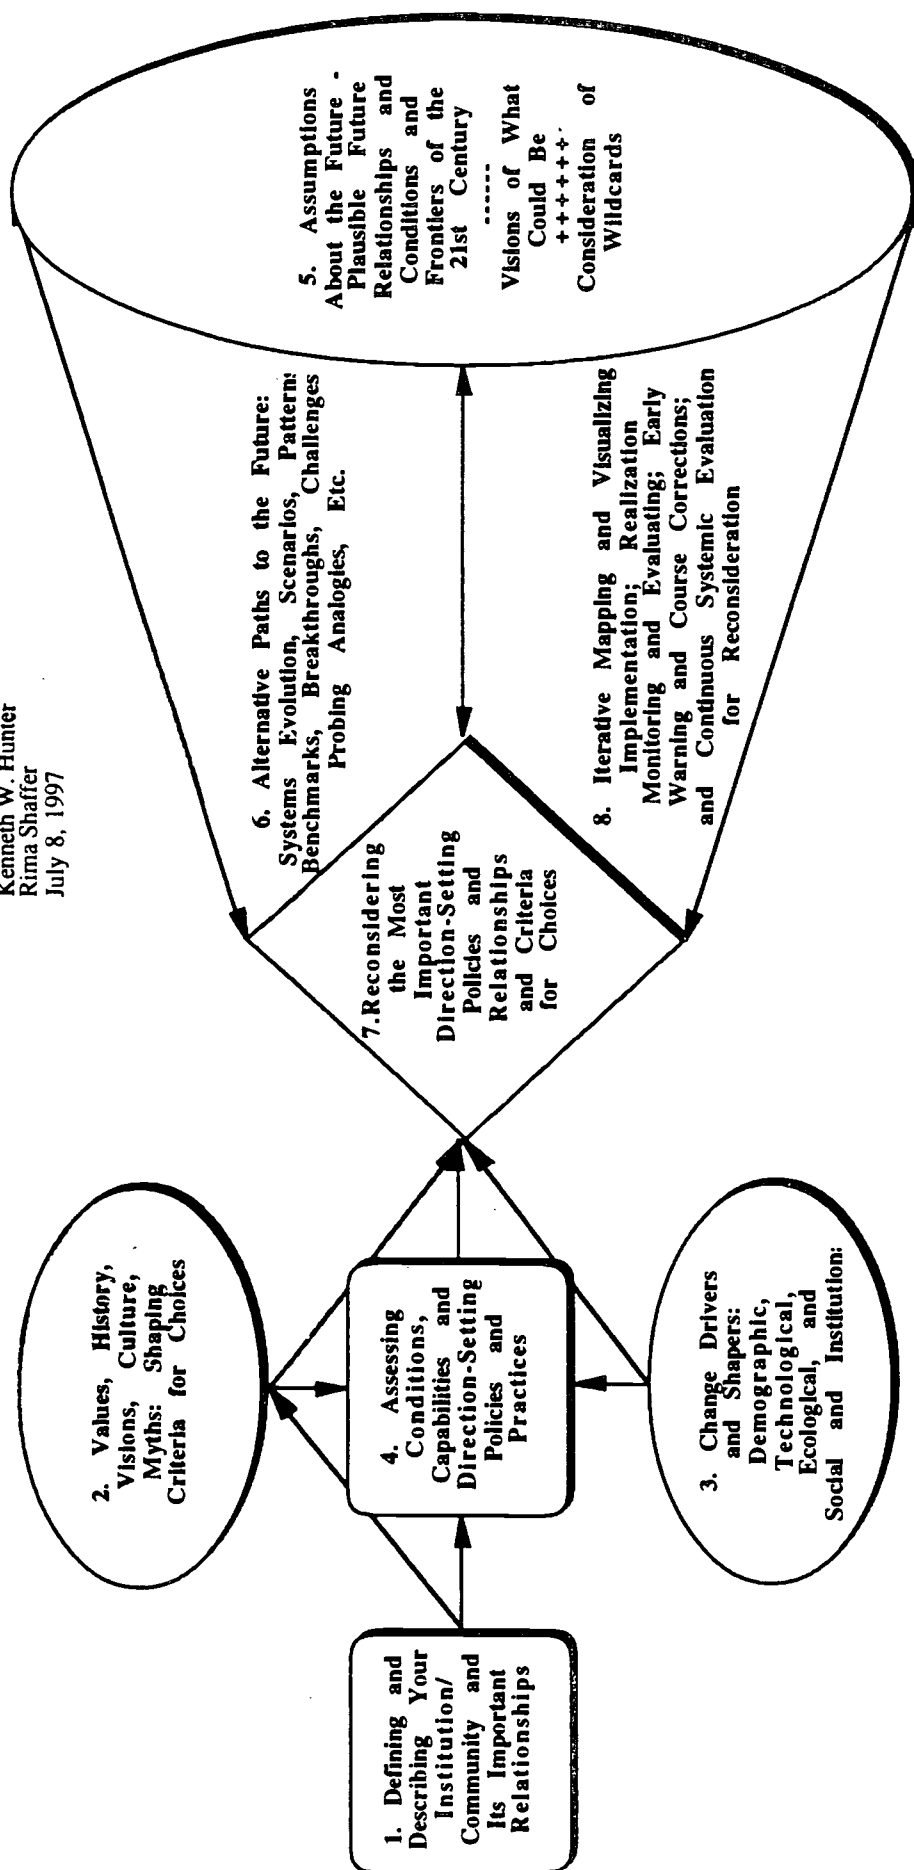 Kenneth W. Hunter
Rima Shaffer
July 8, 1997
1. Defining and
Describing Your
Institution/
Community and
Its Important
Relationships
2. Values, History,
Visions, Culture,
Myths: Shaping
Criteria for Choices
3. Change Drivers
and Shapers:
Demographic,
Technological,
Ecological, and
Social and Institution:
4. Assessing
Conditions,
Capabilities and
Direction-Setting
Policies and
Practices
5. Assumptions
About the Future -
Plausible Future
Relationships and
Conditions and
Frontiers of the
21st Century
------
Visions of What
Could Be
++++++
Consideration of
Wildcards
6. Alternative Paths to the Future:
Systems Evolution, Scenarios, Pattern:
Benchmarks, Breakthroughs, Challenges
Probing Analogies, Etc.
7.Reconsidering
the Most
Important
Direction-Setting
Policies and
Relationships
and Criteria
for Choices
8. Iterative Mapping and Visualizing
Implementation; Realization
Monitoring and Evaluating; Early
Warning and Course Corrections;
and Continuous Systemic Evaluation
for Reconsideration